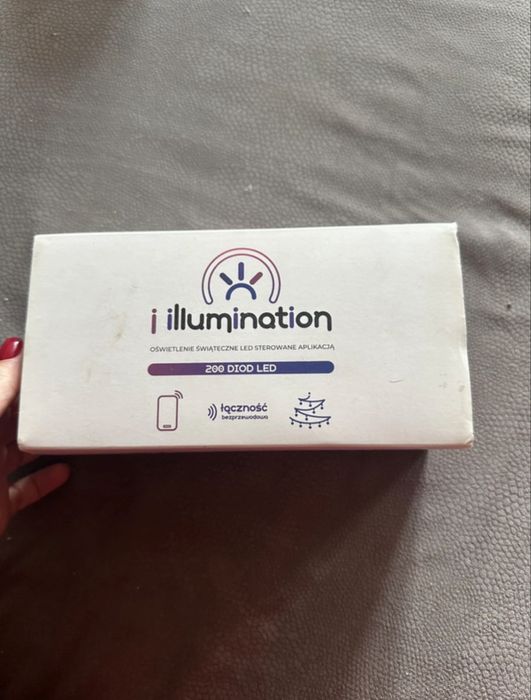 i illumination
OŚWIETLENIE ŚWIĄTECZNE LED STEROWANE APLIKACJĄ
200 DIOD LED
łączność
bezprzewodowa